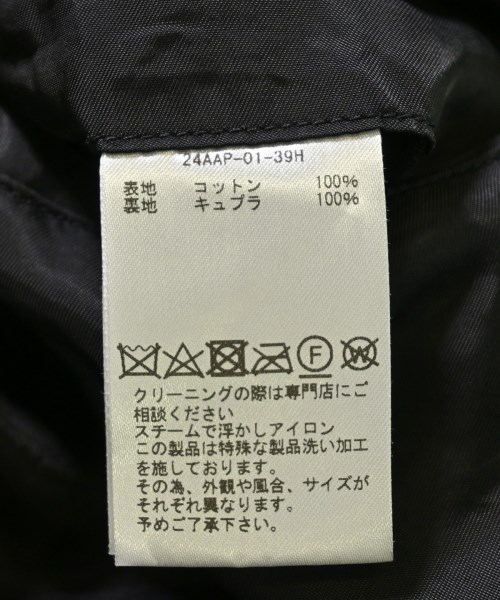 24AAP-01-39H
表地 コットン 100%
裏地 キュプラ 100%
F W
クリーニングの際は専門店にご
相談ください
スチームで浮かしアイロン
この製品は特殊な製品洗い加工
を施しております。
その為、外観や風合、サイズが
それぞれ異なります。
予めご了承下さい。